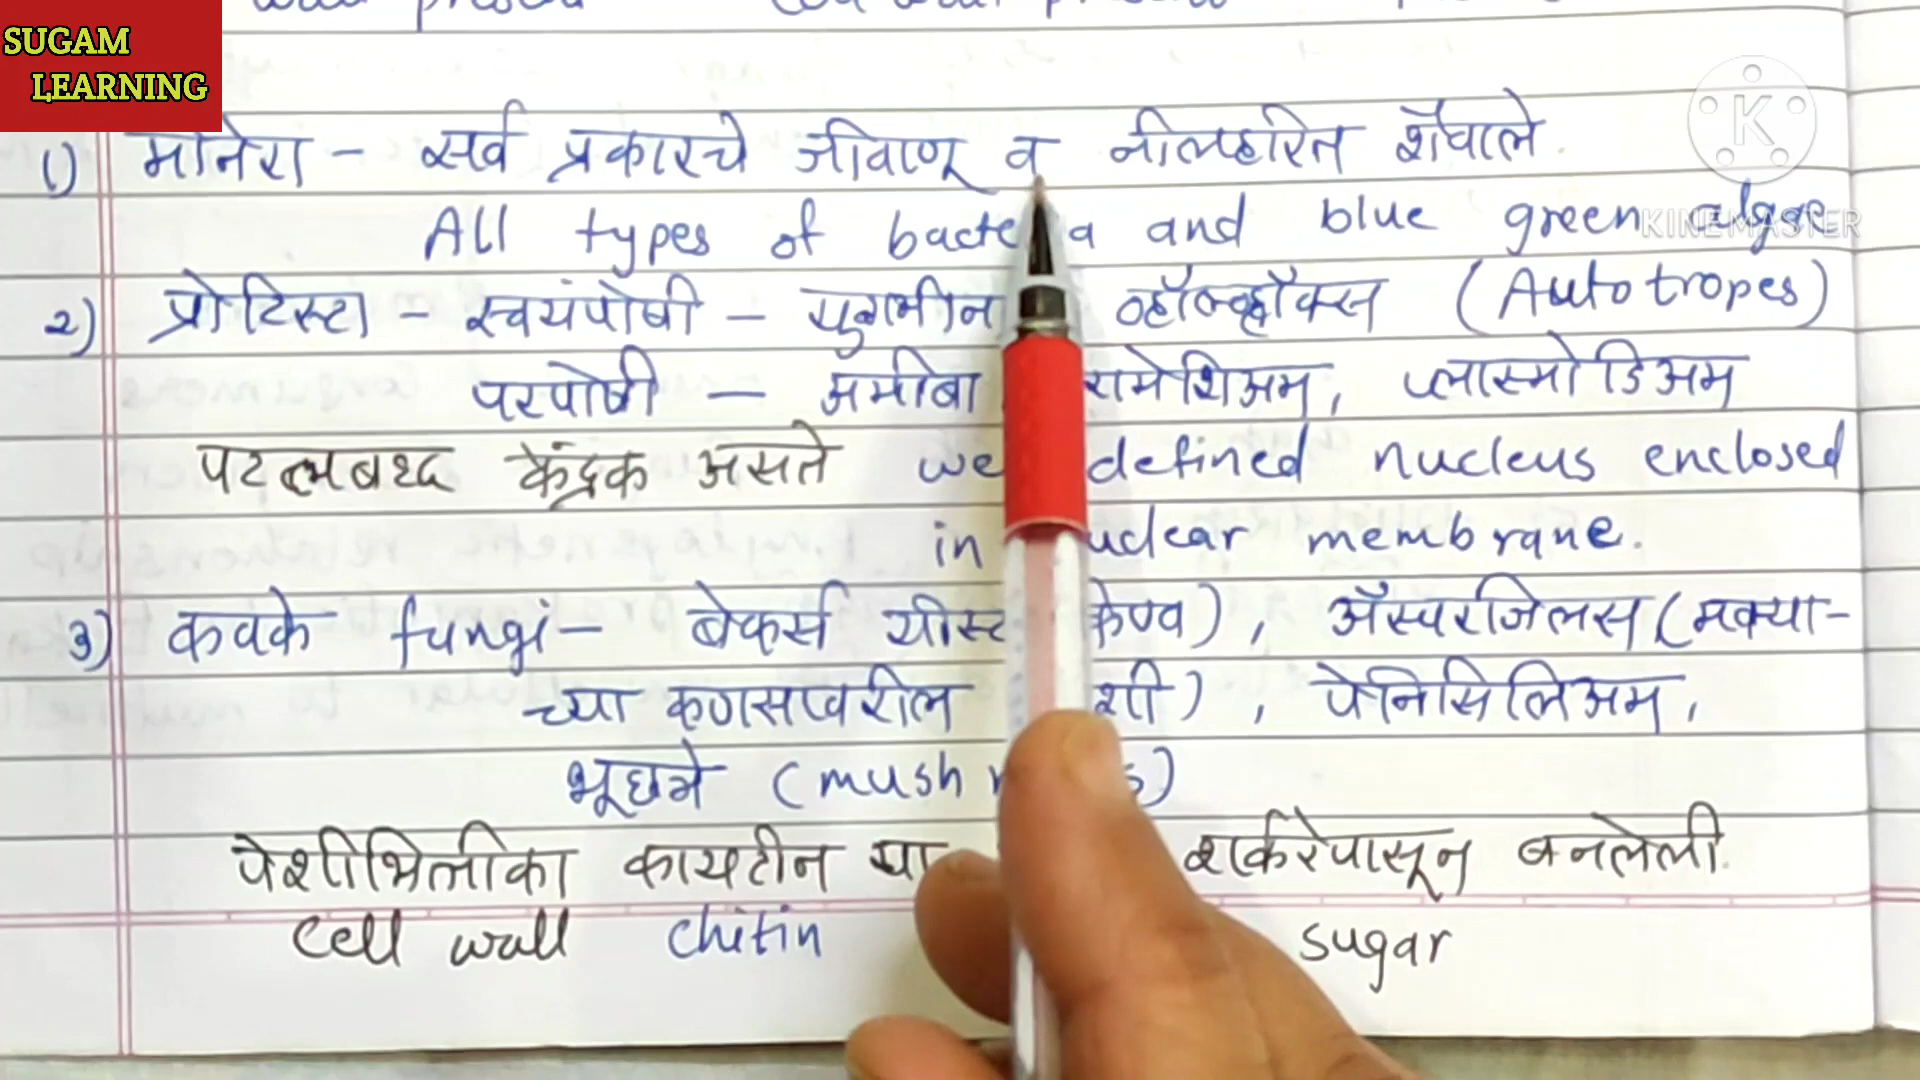 SUGAM
LEARNING
1) मोनेरा - सर्व प्रकारचे जीवाणू व नीलहरित शैवाले.
All types of bacte a and blue green algae
KINEMASTER
2) प्रोटिस्टा - स्वयंपोषी - युग्लीना व्हॉल्व्हॉक्स (Autotropes)
परपोषी - अमीबा रामेशिअम, प्लास्मोडिअम
पटलबध्द केंद्रक असते we defined nucleus enclosed
in uclear membrane.
3) कवके fungi - बेकर्स यीस्ट किण्व), ॲस्परजिलस (मक्या-
च्या कणसावरील शी), पेनिसिलिअम,
भूछत्रे (mush s)
पेशीभित्तीका कायटीन या शर्करेपासून बनलेली.
cell wall chitin sugar